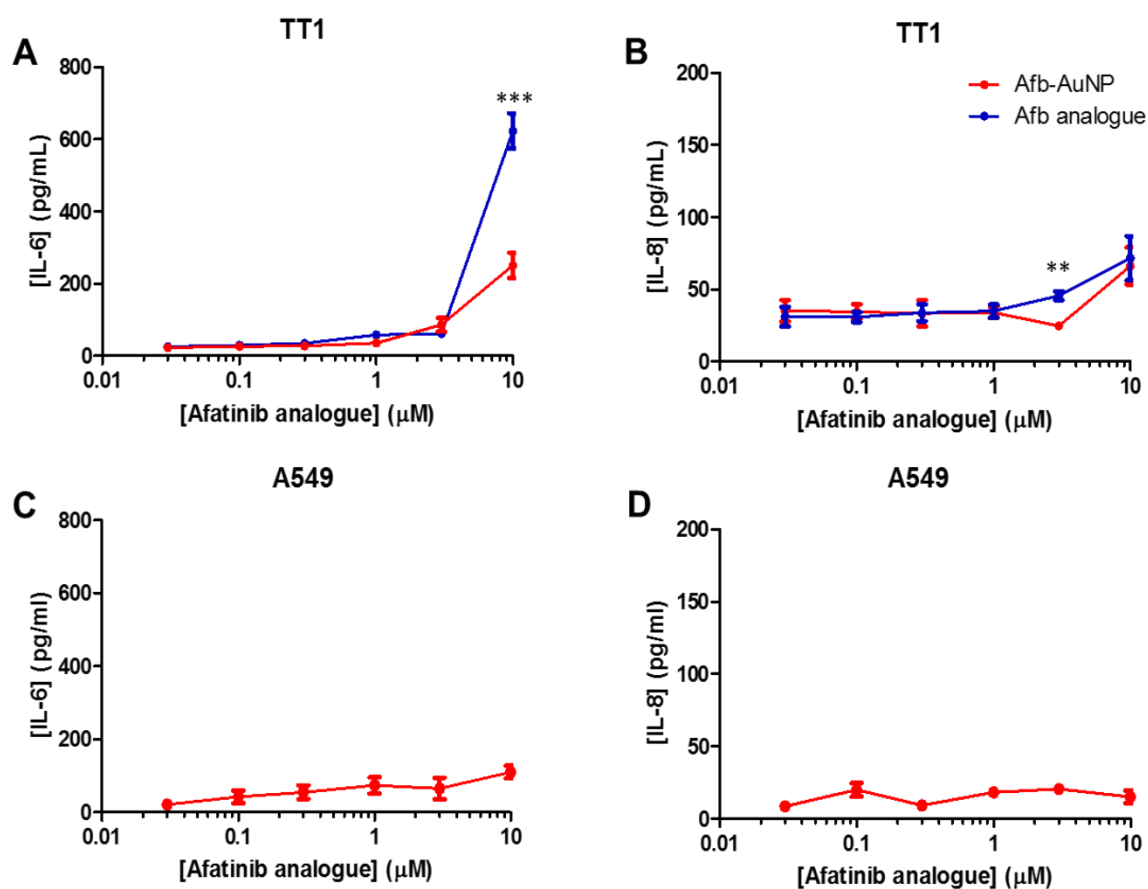 TT1
A
800
600
400
200
0
[IL-6] (pg/mL)
***
0.01
0.1
1
10
[Afatinib analogue] (μM)
TT1
B
200
150
100
50
0
[IL-8] (pg/mL)
Afb-AuNP
Afb analogue
**
0.01
0.1
1
10
[Afatinib analogue] (μM)
A549
C
800
600
400
200
0
[IL-6] (pg/ml)
0.01
0.1
1
10
[Afatinib analogue] (μM)
A549
D
200
150
100
50
0
[IL-8] (pg/ml)
0.01
0.1
1
10
[Afatinib analogue] (μM)